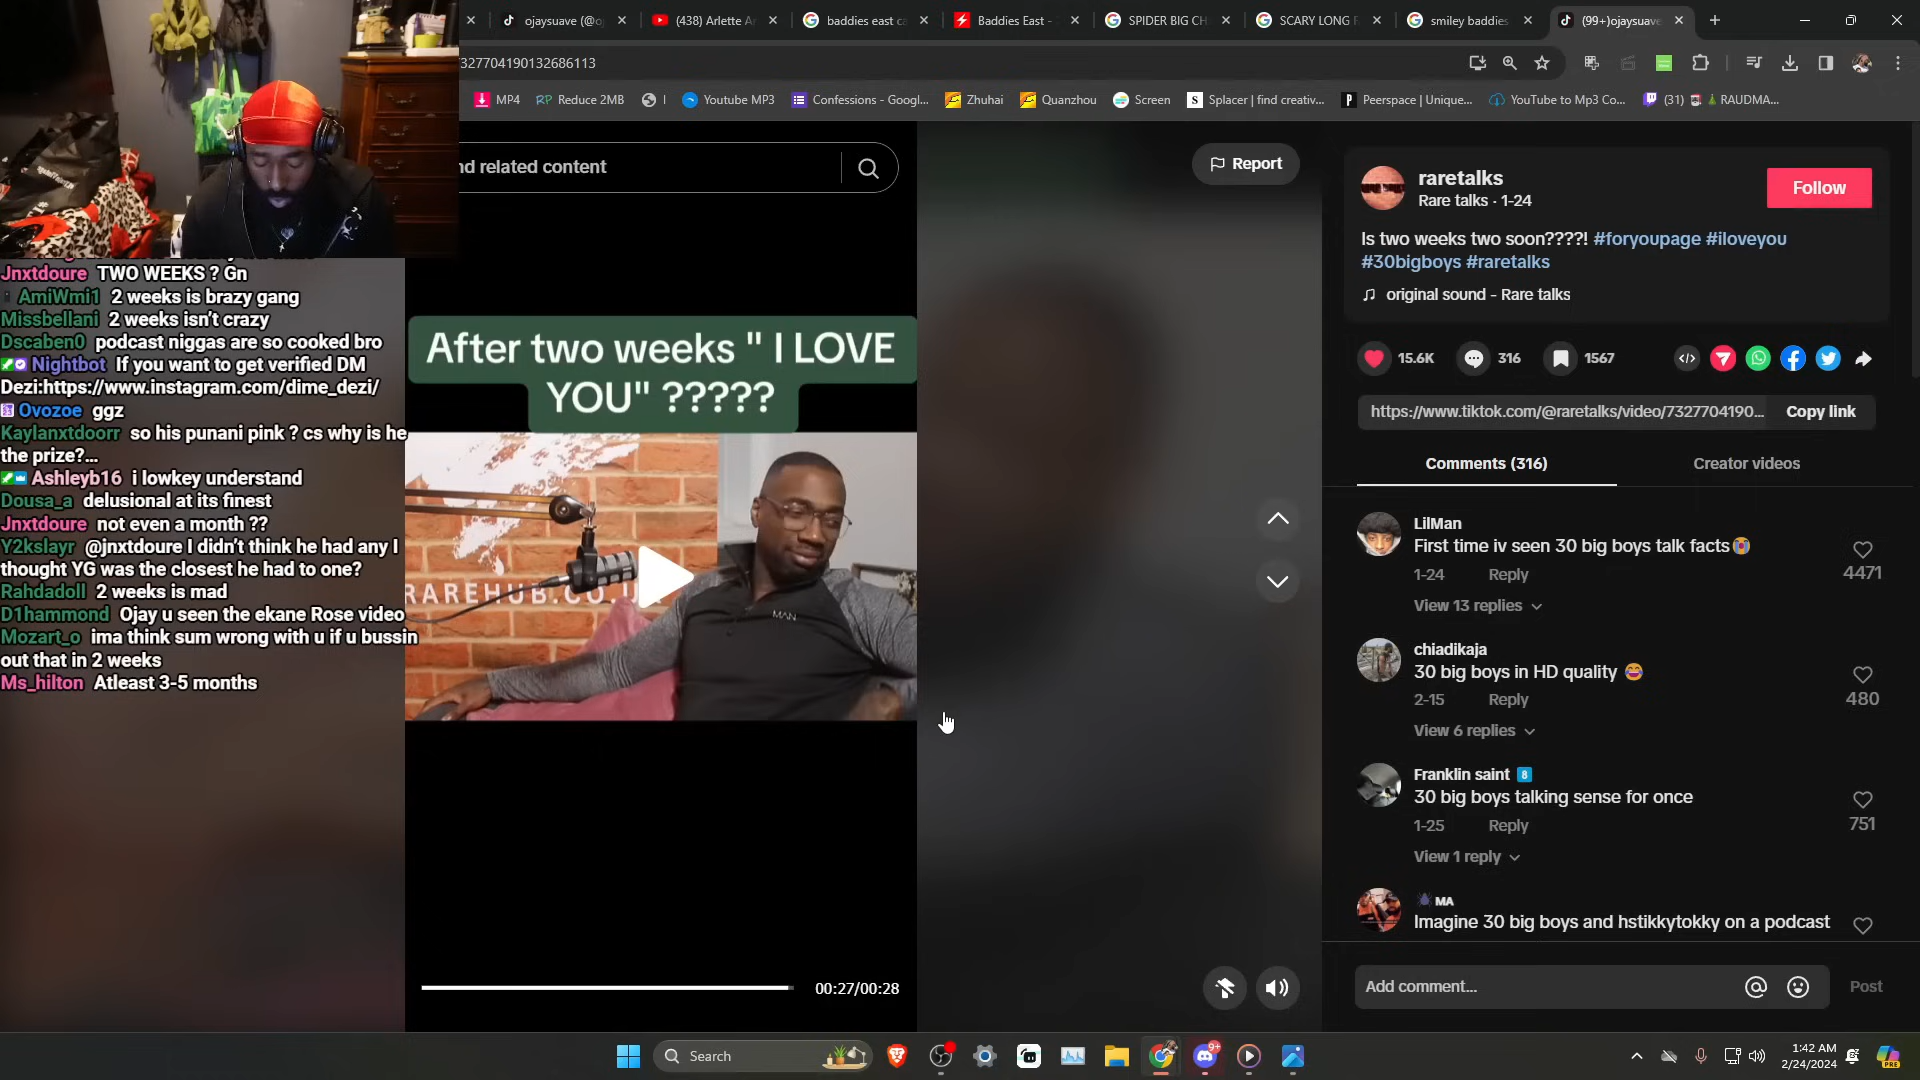 ojaysuave (@o
(438) Arlette A
baddies east ca
Baddies East -
SPIDER BIG CH
SCARY LONG
smiley baddies
(99+)ojaysuave
7327704190132686113
MP4
Reduce 2MB
Youtube MP3
Confessions - Googl...
Zhuhai
Quanzhou
Screen
Splacer | find creativ...
Peerspace | Unique...
YouTube to Mp3 Co...
(31)
RAUDMA...
nd related content
Report
Jnxtdoure TWO WEEKS ? Gn
AmiWmi1 2 weeks is brazy gang
Missbellani 2 weeks isn't crazy
Dscaben0 podcast niggas are so cooked bro
Nightbot If you want to get verified DM
Dezi:https://www.instagram.com/dime_dezi/
Ovozoe ggz
Kaylanxtdoorr so his punani pink ? cs why is he
the prize?...
Ashleyb16 i lowkey understand
Dousa_a delusional at its finest
Jnxtdoure not even a month ??
Y2kslayr @jnxtdoure I didn't think he had any I
thought YG was the closest he had to one?
Rahdadoll 2 weeks is mad
D1hammond Ojay u seen the ekane Rose video
Mozart_o ima think sum wrong with u if u bussin
out that in 2 weeks
Ms_hilton Atleast 3-5 months
After two weeks " I LOVE
YOU" ?????
RAREHUB.CO.U
MAN
00:27/00:28
raretalks
Rare talks · 1-24
Follow
Is two weeks two soon????! #foryoupage #iloveyou
#30bigboys #raretalks
original sound - Rare talks
15.6K
316
1567
https://www.tiktok.com/@raretalks/video/7327704190...
Copy link
Comments (316)
Creator videos
LilMan
First time iv seen 30 big boys talk facts😭
1-24 Reply
4471
View 13 replies
chiadikaja
30 big boys in HD quality 😂
2-15 Reply
480
View 6 replies
Franklin saint 8️⃣
30 big boys talking sense for once
1-25 Reply
751
View 1 reply
🕷️MA
Imagine 30 big boys and hstikkytokky on a podcast
Add comment...
Post
Search
9+
1:42 AM
2/24/2024
PRE